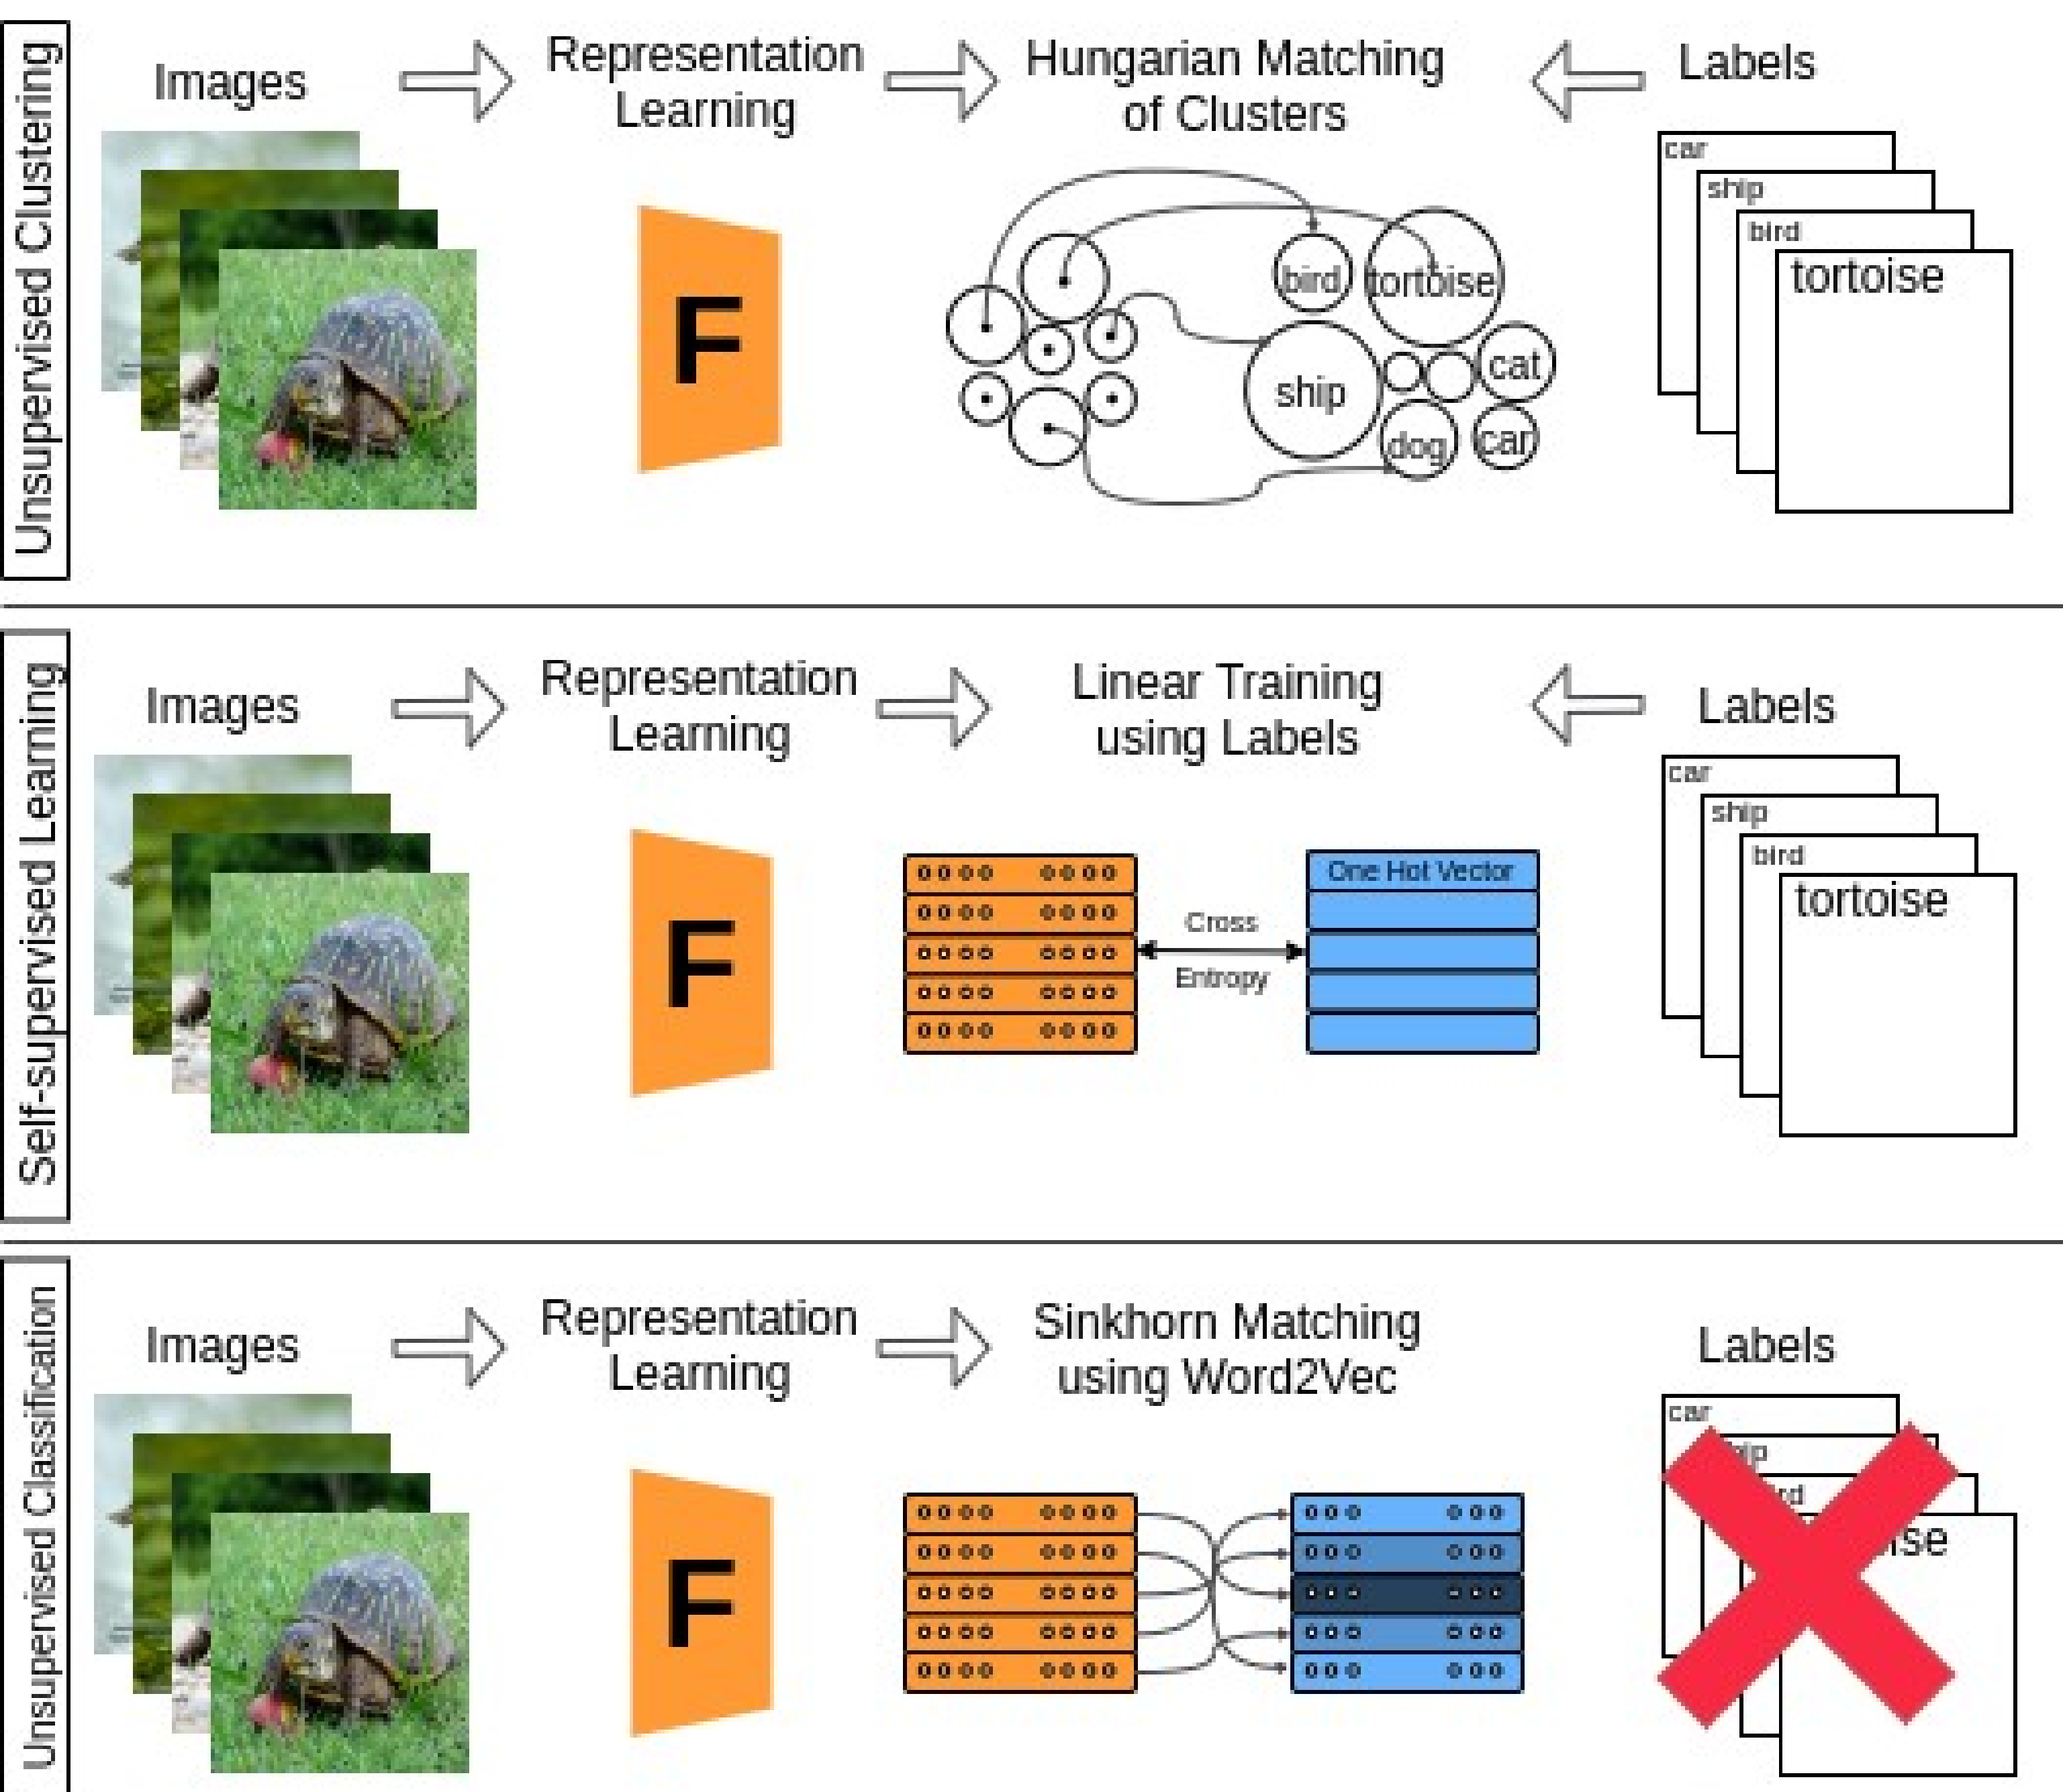 Unsupervised Clustering
Images
Representation
Learning
Hungarian Matching
of Clusters
Labels
F
bird
tortoise
ship
cat
dog
car
car
ship
bird
tortoise
Self-supervised Learning
Images
Representation
Learning
Linear Training
using Labels
Labels
F
One Hot Vector
Cross
Entropy
car
ship
bird
tortoise
Unsupervised Classification
Images
Representation
Learning
Sinkhorn Matching
using Word2Vec
Labels
F
car